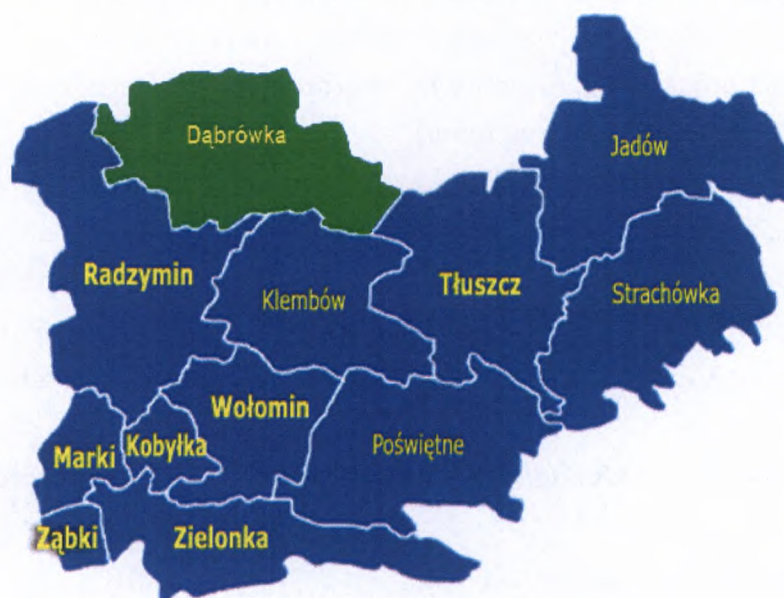 Dąbrówka
Jadów
Radzymin
Klembów
Tłuszcz
Strachówka
Wołomin
Kobyłka
Marki
Poświętne
Ząbki
Zielonka